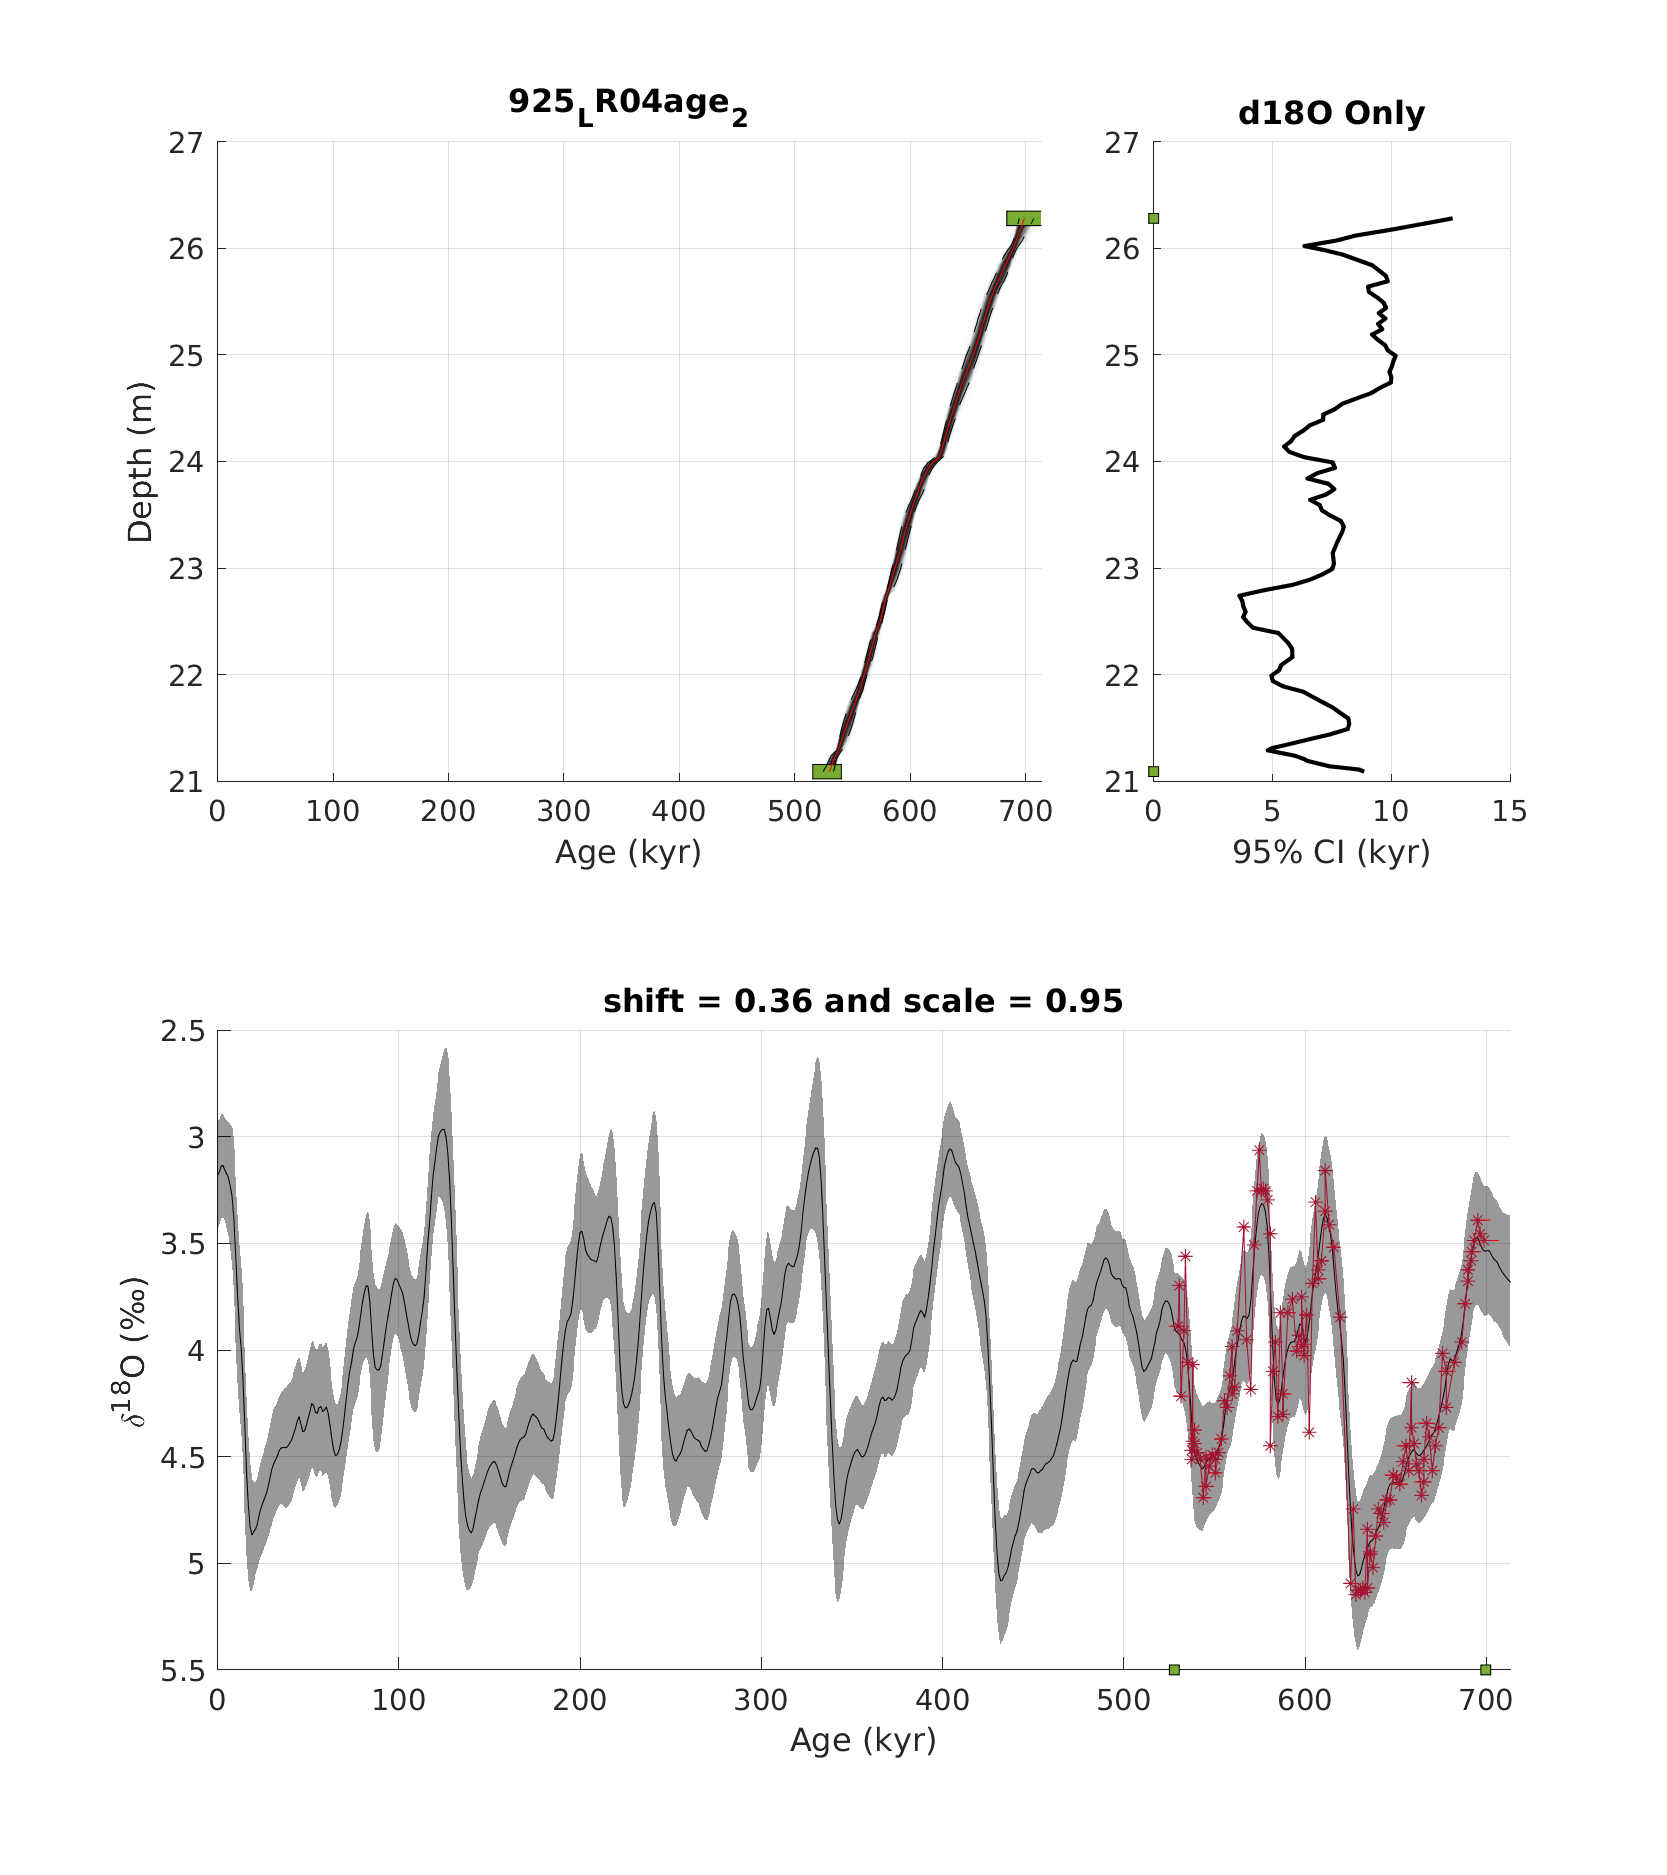 925LR04age2
d18O Only
27
26
25
24
23
22
21
Depth (m)
0 100 200 300 400 500 600 700
Age (kyr)
27
26
25
24
23
22
21
0 5 10 15
95% CI (kyr)
shift = 0.36 and scale = 0.95
2.5
3
3.5
4
4.5
5
5.5
δ18O (‰)
0 100 200 300 400 500 600 700
Age (kyr)